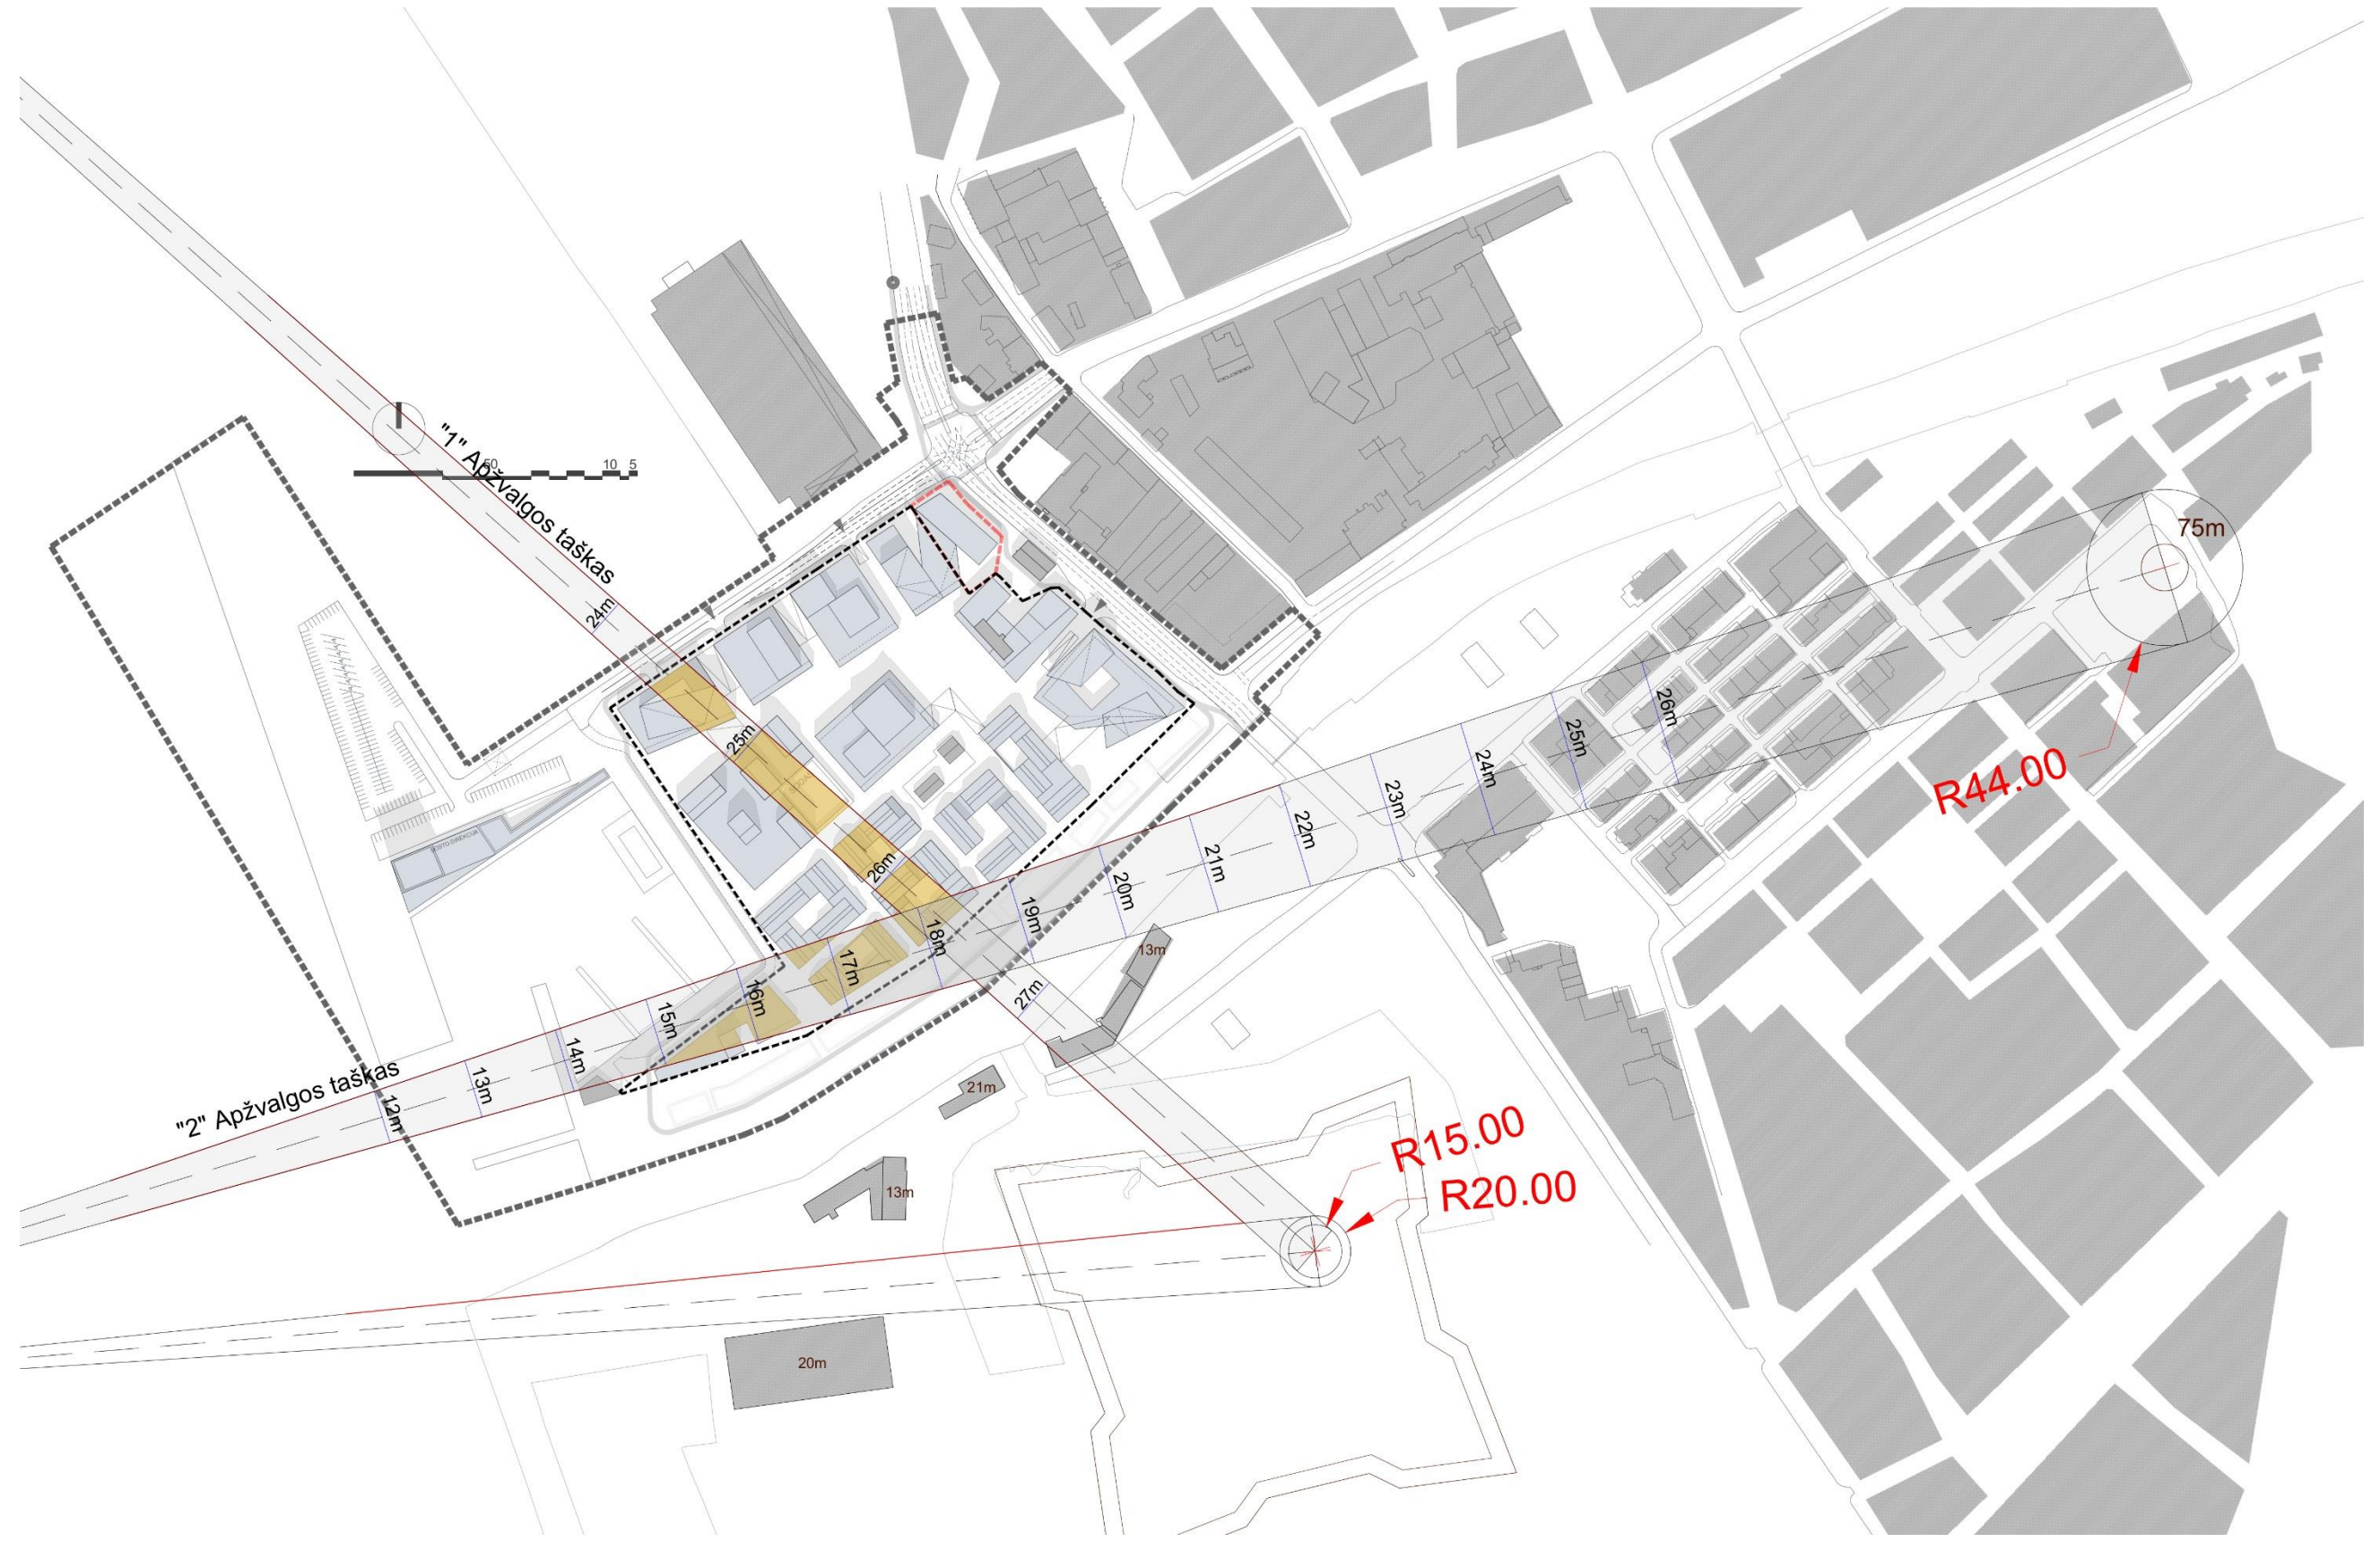 50
10 5
"1" Apžvalgos taškas
24m
75m
25m
26m
25m
24m
23m
22m
21m
20m
19m
R44.00
26m
18m
17m
16m
15m
14m
13m
12m
27m
13m
"2" Apžvalgos taškas
21m
13m
R15.00
R20.00
20m